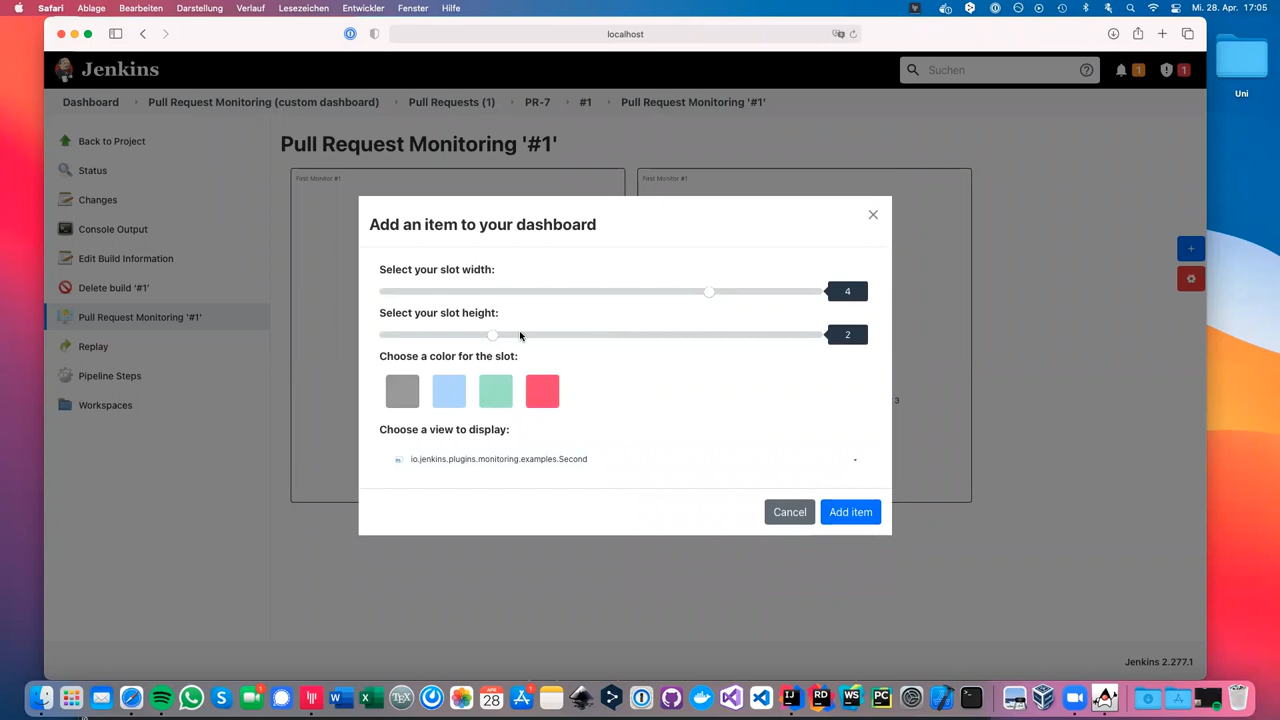 Safari Ablage Bearbeiten Darstellung Verlauf Lesezeichen Entwickler Fenster Hilfe Mi. 28. Apr. 17:05
localhost
Jenkins Suchen 1 1
Dashboard Pull Request Monitoring (custom dashboard) Pull Requests (1) PR-7 #1 Pull Request Monitoring '#1'
Uni
Back to Project
Status
Changes
Console Output
Edit Build Information
Delete build '#1'
Pull Request Monitoring '#1'
Replay
Pipeline Steps
Workspaces
Pull Request Monitoring '#1'
First Monitor #1 First Monitor #1
3
Add an item to your dashboard
Select your slot width:
4
Select your slot height:
2
Choose a color for the slot:
Choose a view to display:
io.jenkins.plugins.monitoring.examples.Second
Cancel Add item
Jenkins 2.277.1
APR
28